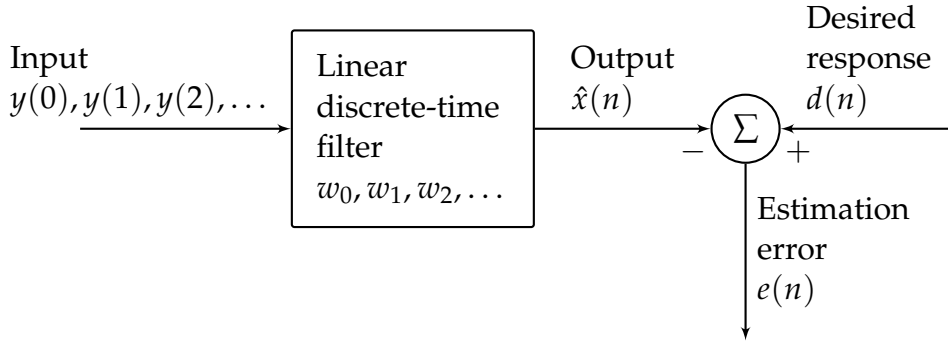 Input
y(0), y(1), y(2), . . .
Linear
discrete-time
filter
w₀, w₁, w₂, . . .
Output
x̂(n)
Σ
−
+
Desired
response
d(n)
Estimation
error
e(n)